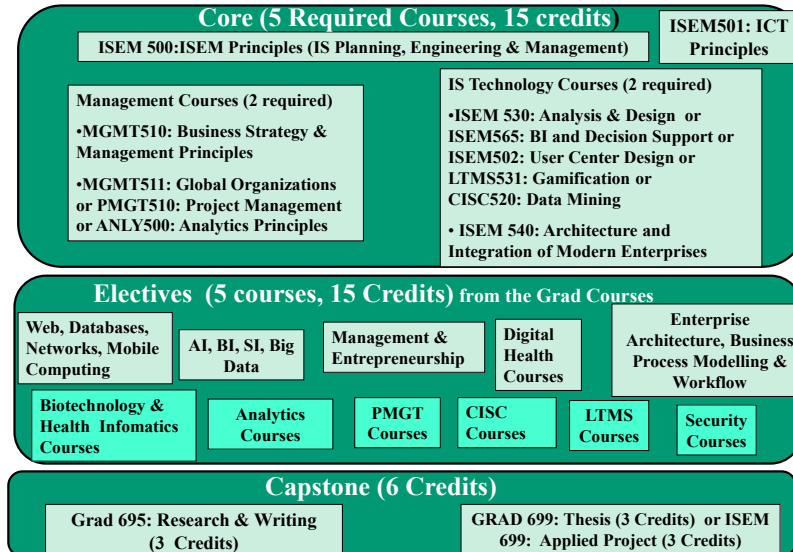 Core (5 Required Courses, 15 credits)
ISEM 500:ISEM Principles (IS Planning, Engineering & Management)
ISEM501: ICT
Principles
Management Courses (2 required)
•MGMT510: Business Strategy &
Management Principles
•MGMT511: Global Organizations
or PMGT510: Project Management
or ANLY500: Analytics Principles
IS Technology Courses (2 required)
•ISEM 530: Analysis & Design or
ISEM565: BI and Decision Support or
ISEM502: User Center Design or
LTMS531: Gamification or
CISC520: Data Mining
• ISEM 540: Architecture and
Integration of Modern Enterprises
Electives (5 courses, 15 Credits) from the Grad Courses
Web, Databases,
Networks, Mobile
Computing
AI, BI, SI, Big
Data
Management &
Entrepreneurship
Digital
Health
Courses
Enterprise
Architecture, Business
Process Modelling &
Workflow
Biotechnology &
Health Infomatics
Courses
Analytics
Courses
PMGT
Courses
CISC
Courses
LTMS
Courses
Security
Courses
Capstone (6 Credits)
Grad 695: Research & Writing
(3 Credits)
GRAD 699: Thesis (3 Credits) or ISEM
699: Applied Project (3 Credits)